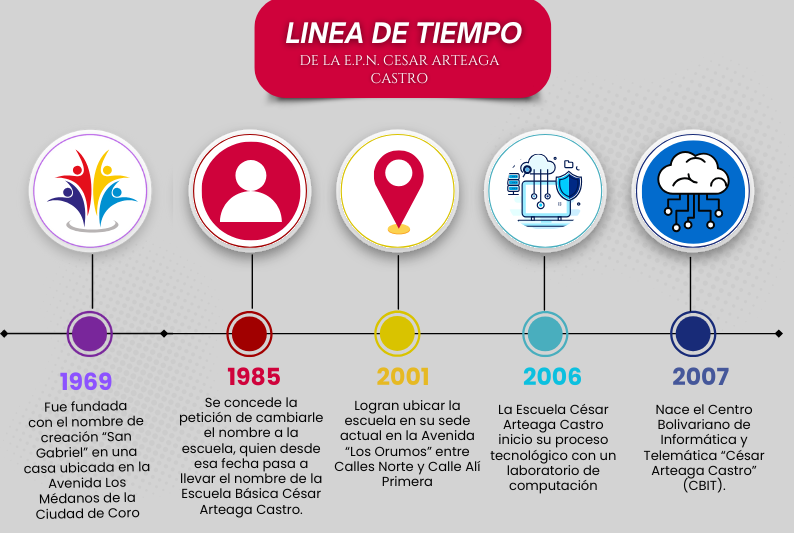 LINEA DE TIEMPO
DE LA E.P.N. CESAR ARTEAGA
CASTRO
1969
Fue fundada
con el nombre de
creación “San
Gabriel” en una
casa ubicada en la
Avenida Los
Médanos de la
Ciudad de Coro
1985
Se concede la
petición de cambiarle
el nombre a la
escuela, quien desde
esa fecha pasa a
llevar el nombre de la
Escuela Básica César
Arteaga Castro.
2001
Logran ubicar la
escuela en su sede
actual en la Avenida
“Los Orumos” entre
Calles Norte y Calle Alí
Primera
2006
La Escuela César
Arteaga Castro
inicio su proceso
tecnológico con un
laboratorio de
computación
2007
Nace el Centro
Bolivariano de
Informática y
Telemática “César
Arteaga Castro”
(CBIT).